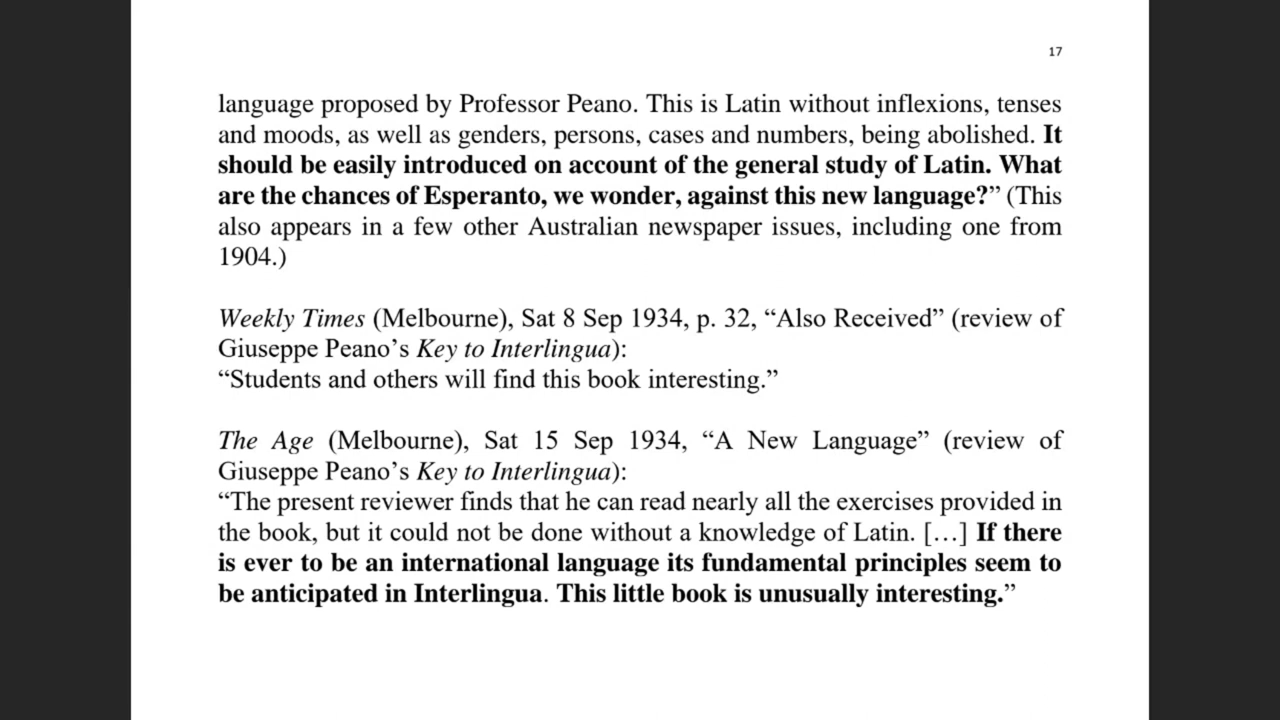 17
language proposed by Professor Peano. This is Latin without inflexions, tenses
and moods, as well as genders, persons, cases and numbers, being abolished. It
should be easily introduced on account of the general study of Latin. What
are the chances of Esperanto, we wonder, against this new language?” (This
also appears in a few other Australian newspaper issues, including one from
1904.)
Weekly Times (Melbourne), Sat 8 Sep 1934, p. 32, “Also Received” (review of
Giuseppe Peano’s Key to Interlingua):
“Students and others will find this book interesting.”
The Age (Melbourne), Sat 15 Sep 1934, “A New Language” (review of
Giuseppe Peano’s Key to Interlingua):
“The present reviewer finds that he can read nearly all the exercises provided in
the book, but it could not be done without a knowledge of Latin. […] If there
is ever to be an international language its fundamental principles seem to
be anticipated in Interlingua. This little book is unusually interesting.”